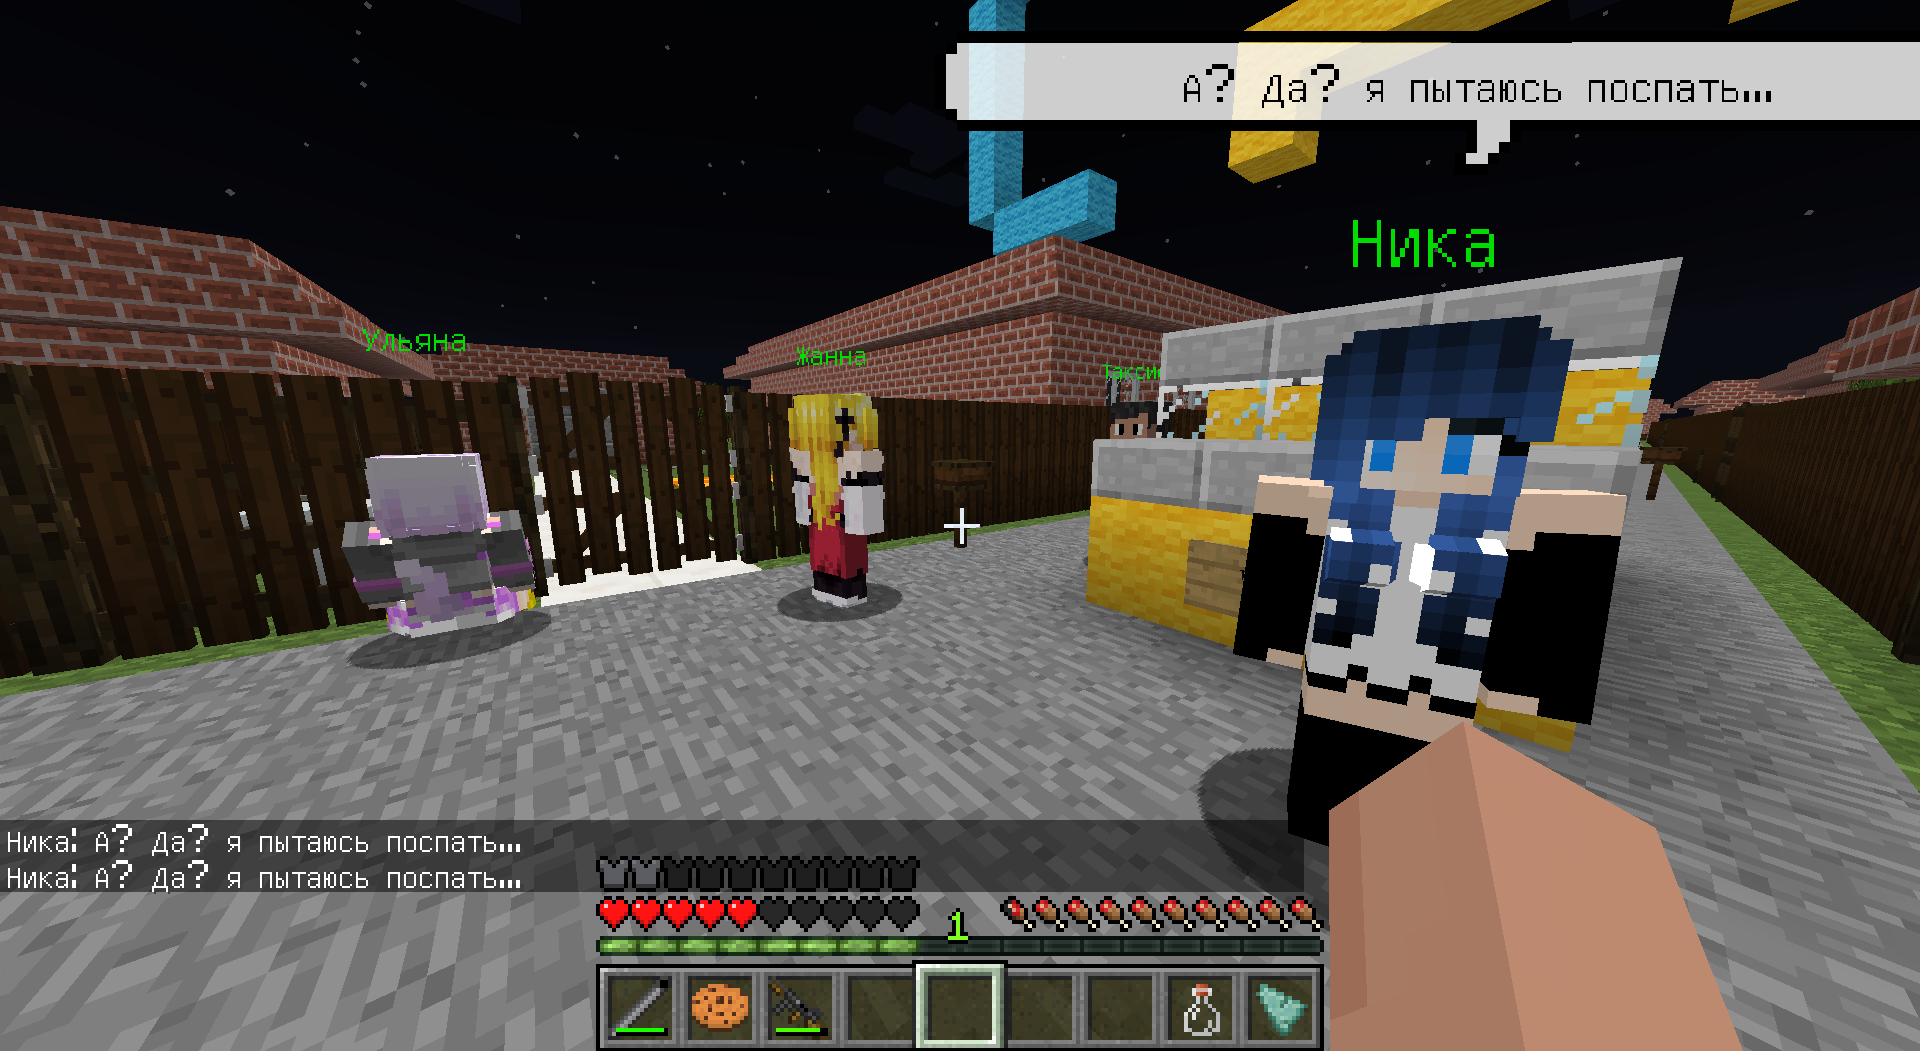 А? Да? я пытаюсь поспать...
Ника
Ульяна
Жанна
Ника: А? Да? я пытаюсь поспать...
Ника: А? Да? я пытаюсь поспать...
1